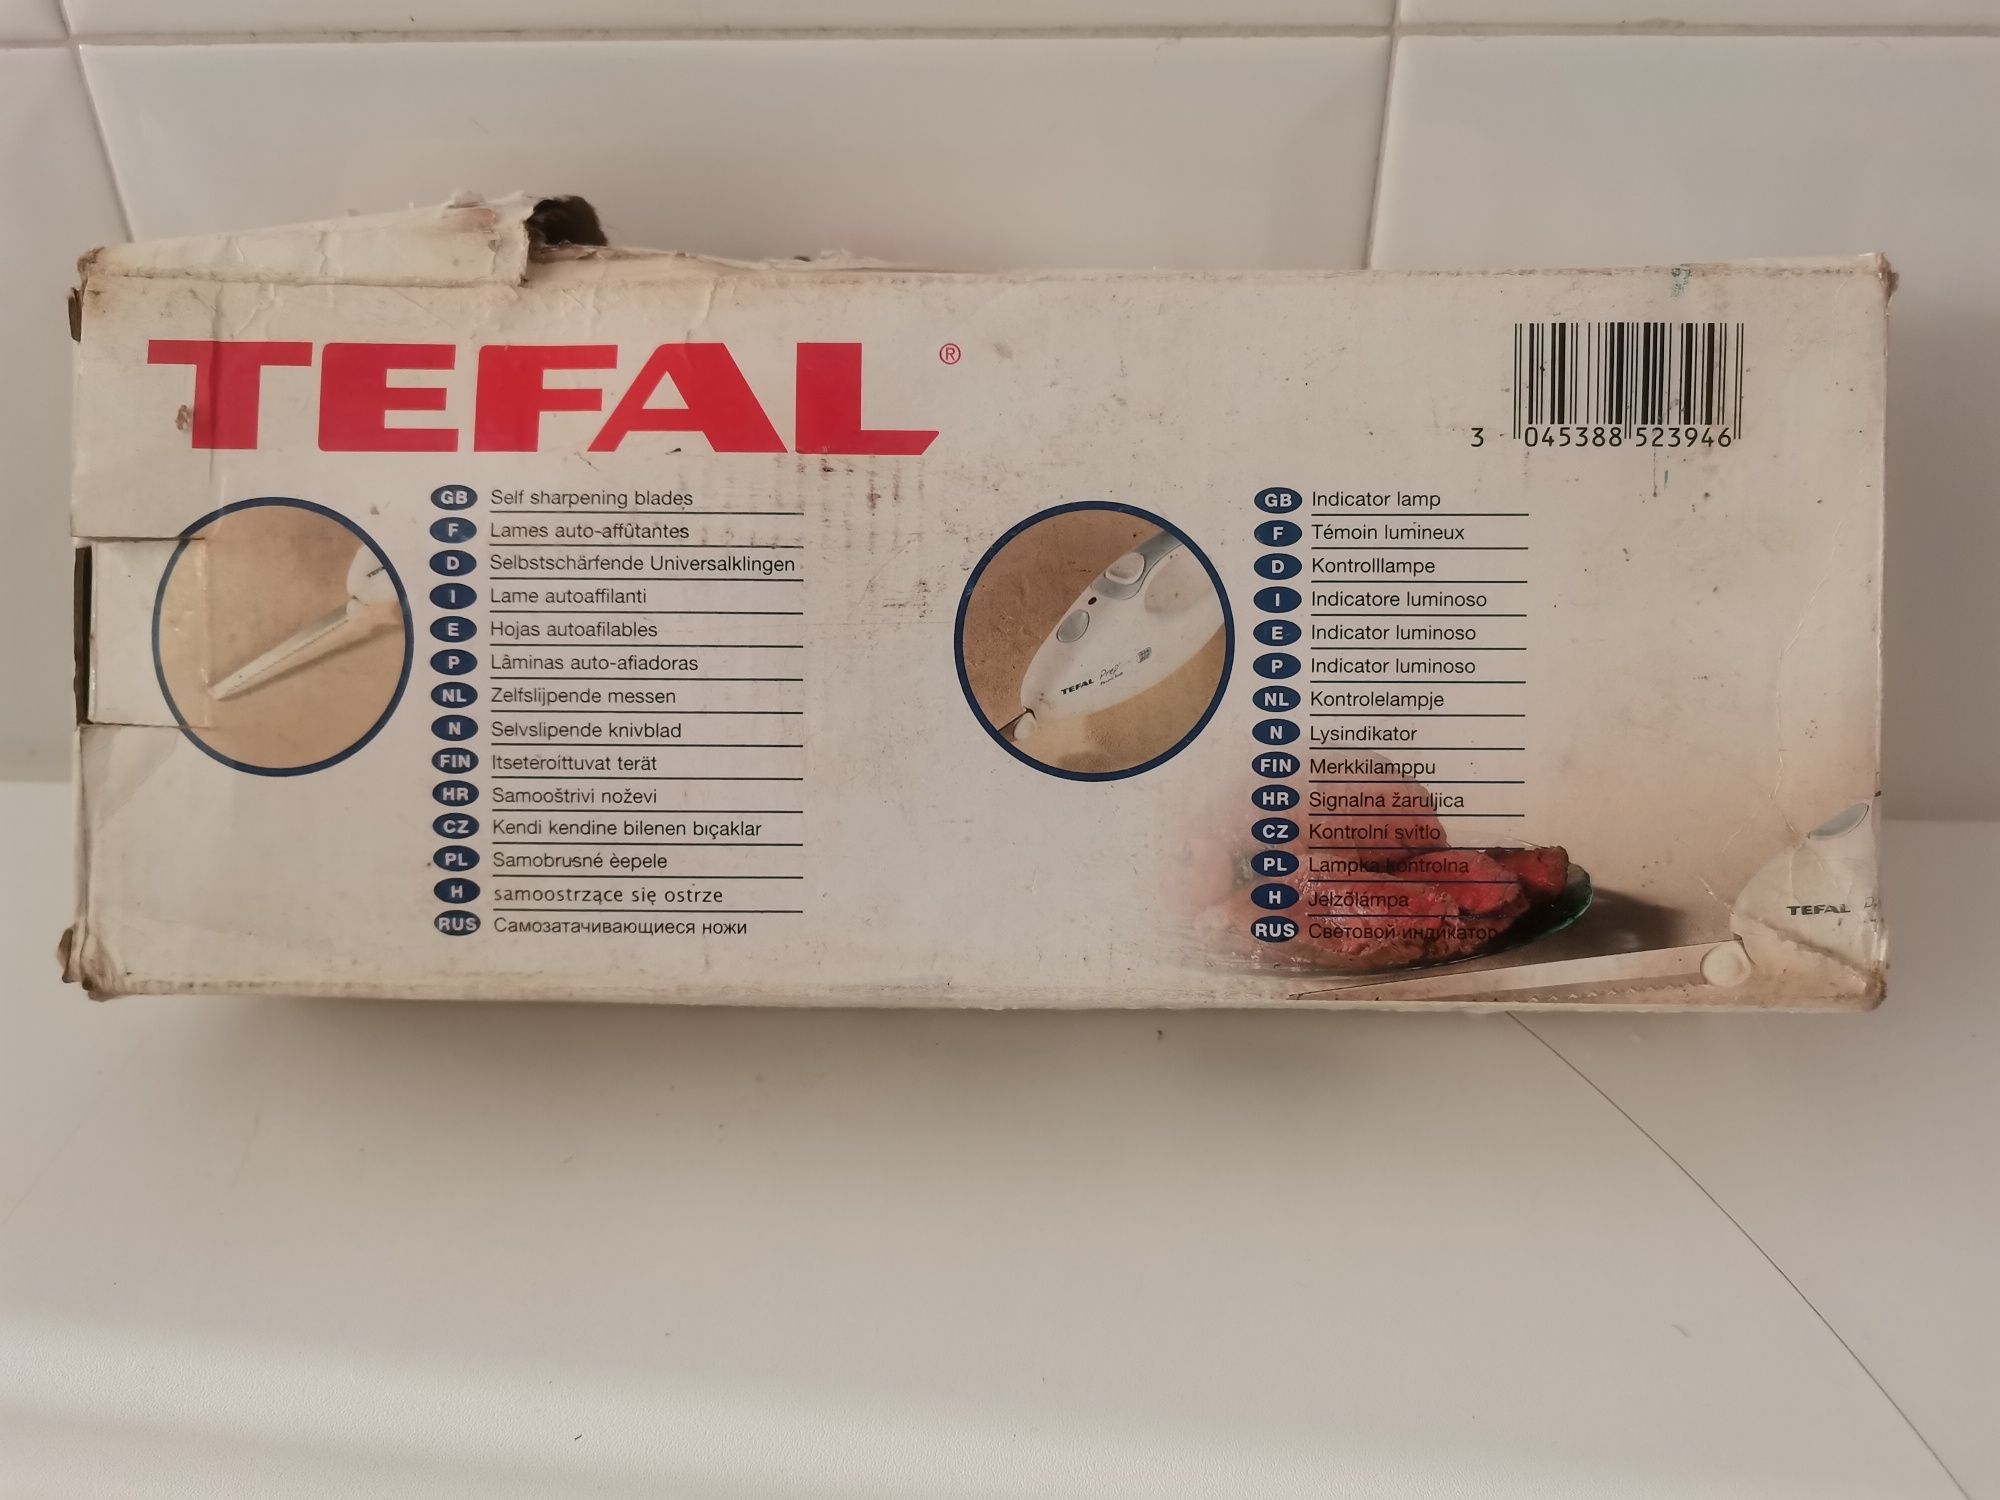 TEFAL®
3 045388 523946
GB Self sharpening blades
F Lames auto-affûtantes
D Selbstschärfende Universalklingen
I Lame autoaffilanti
E Hojas autoafilables
P Lâminas auto-afiadoras
NL Zelfslijpende messen
N Selvslipende knivblad
FIN Itseteroittuvat terät
HR Samooštrivi noževi
CZ Kendi kendine bilenen bıçaklar
PL Samobrusné èepele
H samoostrzące się ostrze
RUS Самозатачивающиеся ножи
TEFAL Prep'
GB Indicator lamp
F Témoin lumineux
D Kontrolllampe
I Indicatore luminoso
E Indicator luminoso
P Indicator luminoso
NL Kontrolelampje
N Lysindikator
FIN Merkkilamppu
HR Signalna žaruljica
CZ Kontrolní svitlo
PL Lampka kontrolna
H Jelzõlámpa
RUS Световой индикатор
TEFAL